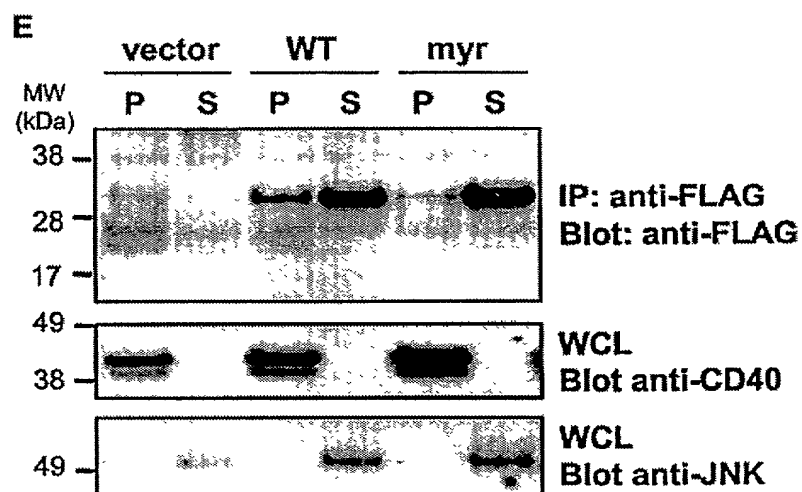 E
vector WT myr
MW
(kDa)
P S P S P S
38
28
17
IP: anti-FLAG
Blot: anti-FLAG
49
38
WCL
Blot anti-CD40
49
WCL
Blot anti-JNK